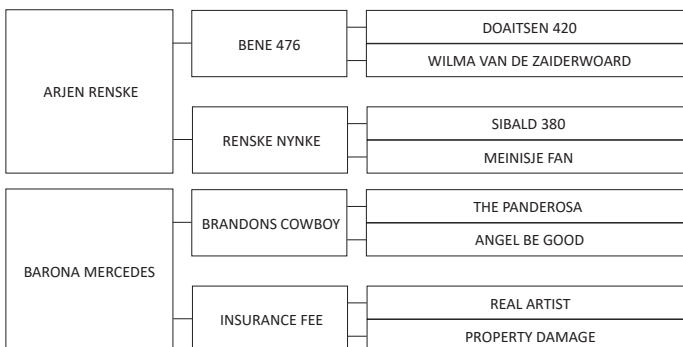 DOAITSEN 420
BENE 476
WILMA VAN DE ZAIDERWOARD
ARJEN RENSKE
SIBALD 380
RENSKE NYNKE
MEINISJE FAN
THE PANDEROSA
BRANDONS COWBOY
ANGEL BE GOOD
BARONA MERCEDES
REAL ARTIST
INSURANCE FEE
PROPERTY DAMAGE